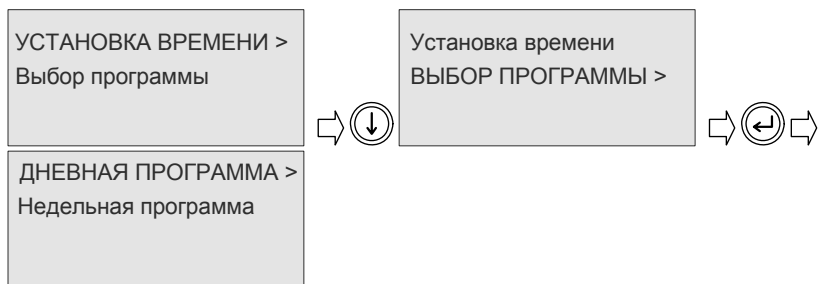 УСТАНОВКА ВРЕМЕНИ >
Выбор программы
Установка времени
ВЫБОР ПРОГРАММЫ >
ДНЕВНАЯ ПРОГРАММА >
Недельная программа